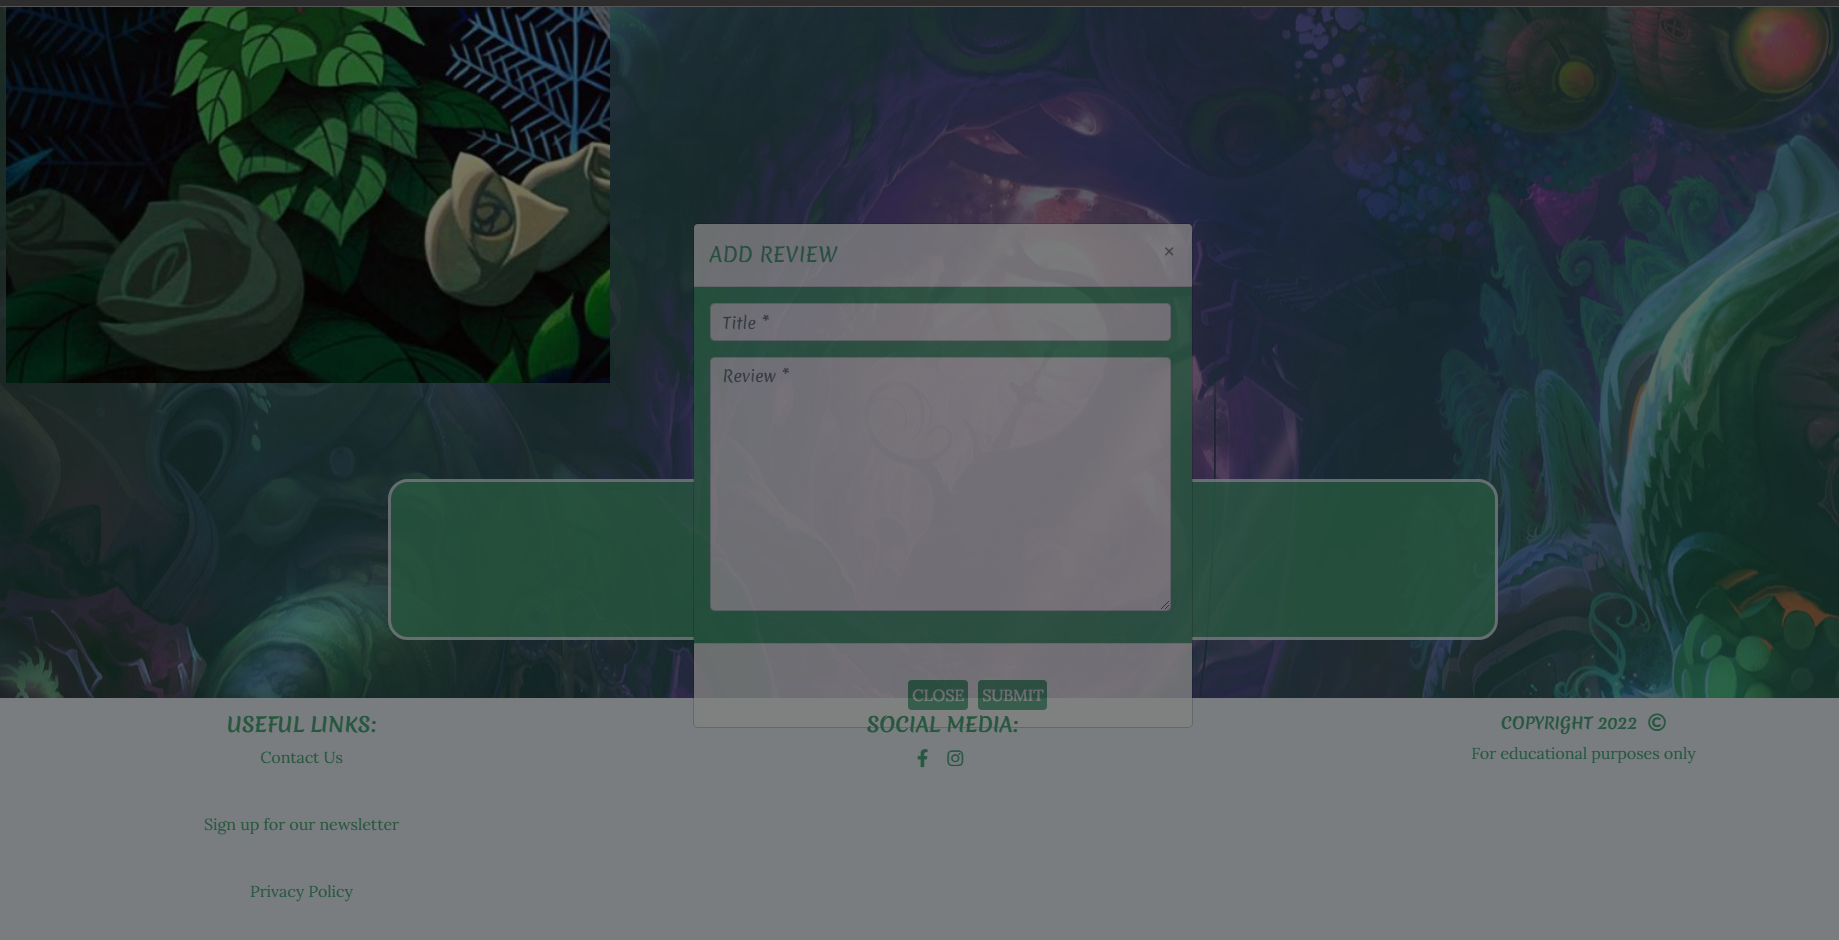 ADD REVIEW ×
Title *
Review *
CLOSE SUBMIT
USEFUL LINKS:
Contact Us
Sign up for our newsletter
Privacy Policy
SOCIAL MEDIA:
COPYRIGHT 2022 ©
For educational purposes only